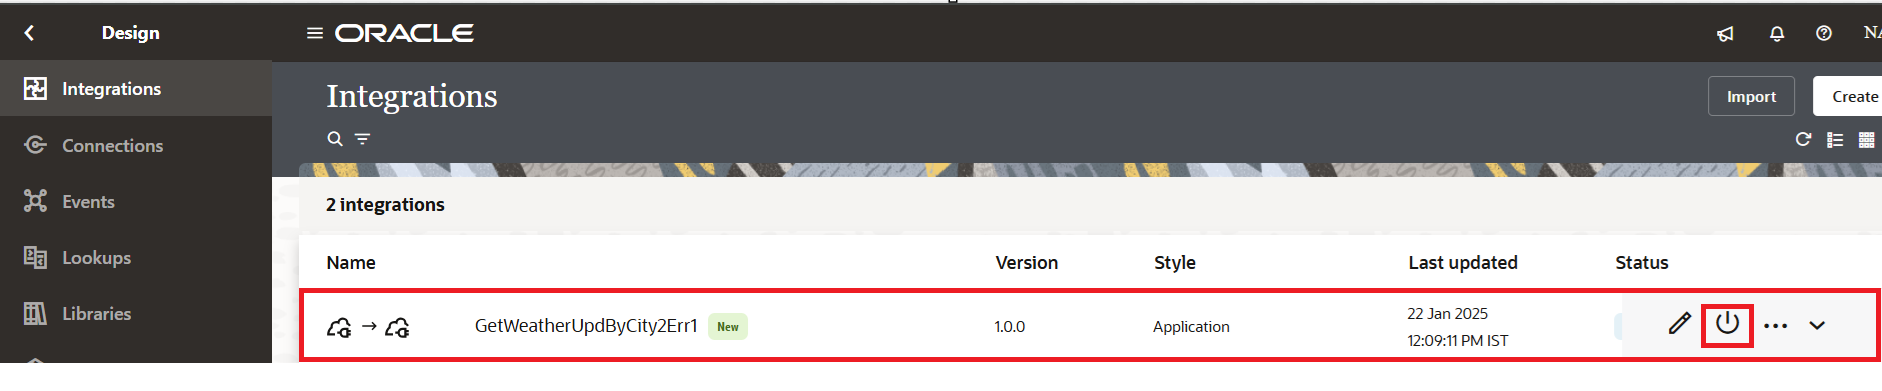 Design
ORACLE
NA
Integrations
Integrations
Import
Create
Connections
Events
2 integrations
Lookups
Name Version Style Last updated Status
Libraries
GetWeatherUpdByCity2Err1 New 1.0.0 Application 22 Jan 2025
12:09:11 PM IST